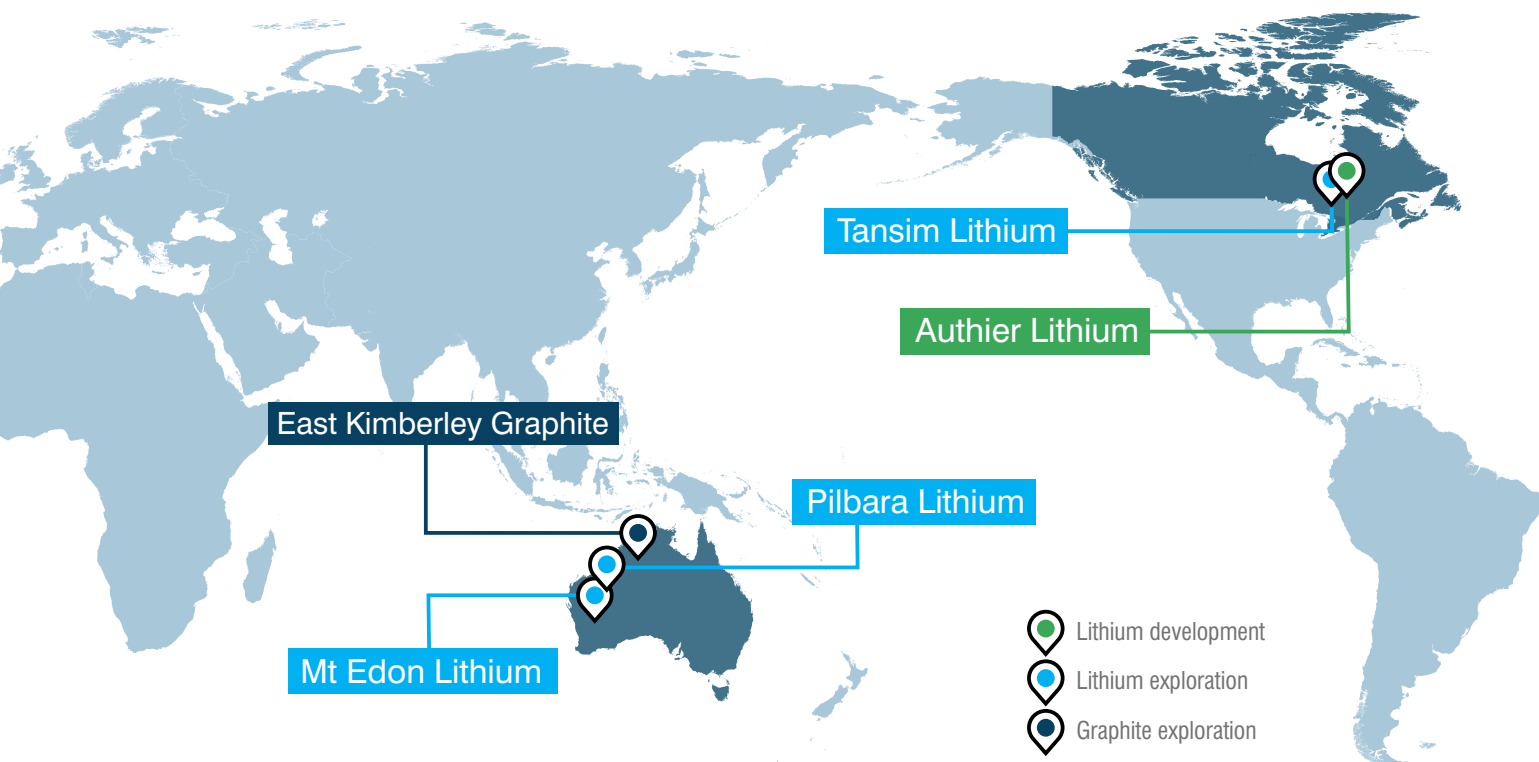 Tansim Lithium
Authier Lithium
East Kimberley Graphite
Pilbara Lithium
Mt Edon Lithium
Lithium development
Lithium exploration
Graphite exploration